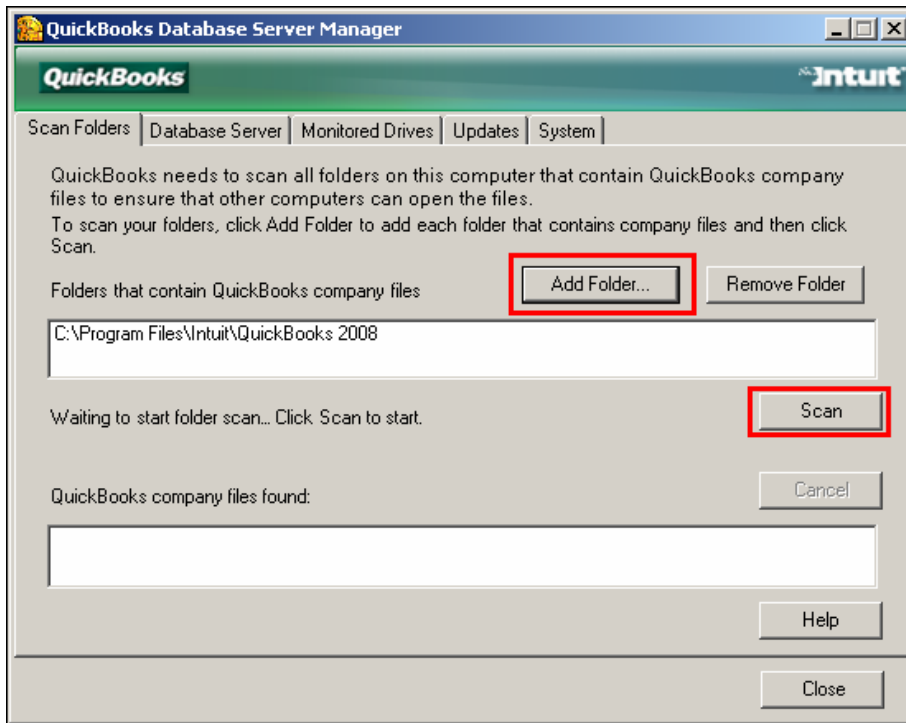 QuickBooks Database Server Manager
QuickBooks
Intuit
Scan Folders Database Server Monitored Drives Updates System
QuickBooks needs to scan all folders on this computer that contain QuickBooks company
files to ensure that other computers can open the files.
To scan your folders, click Add Folder to add each folder that contains company files and then click
Scan.
Folders that contain QuickBooks company files
Add Folder...
Remove Folder
C:\Program Files\Intuit\QuickBooks 2008
Waiting to start folder scan... Click Scan to start.
Scan
QuickBooks company files found:
Cancel
Help
Close